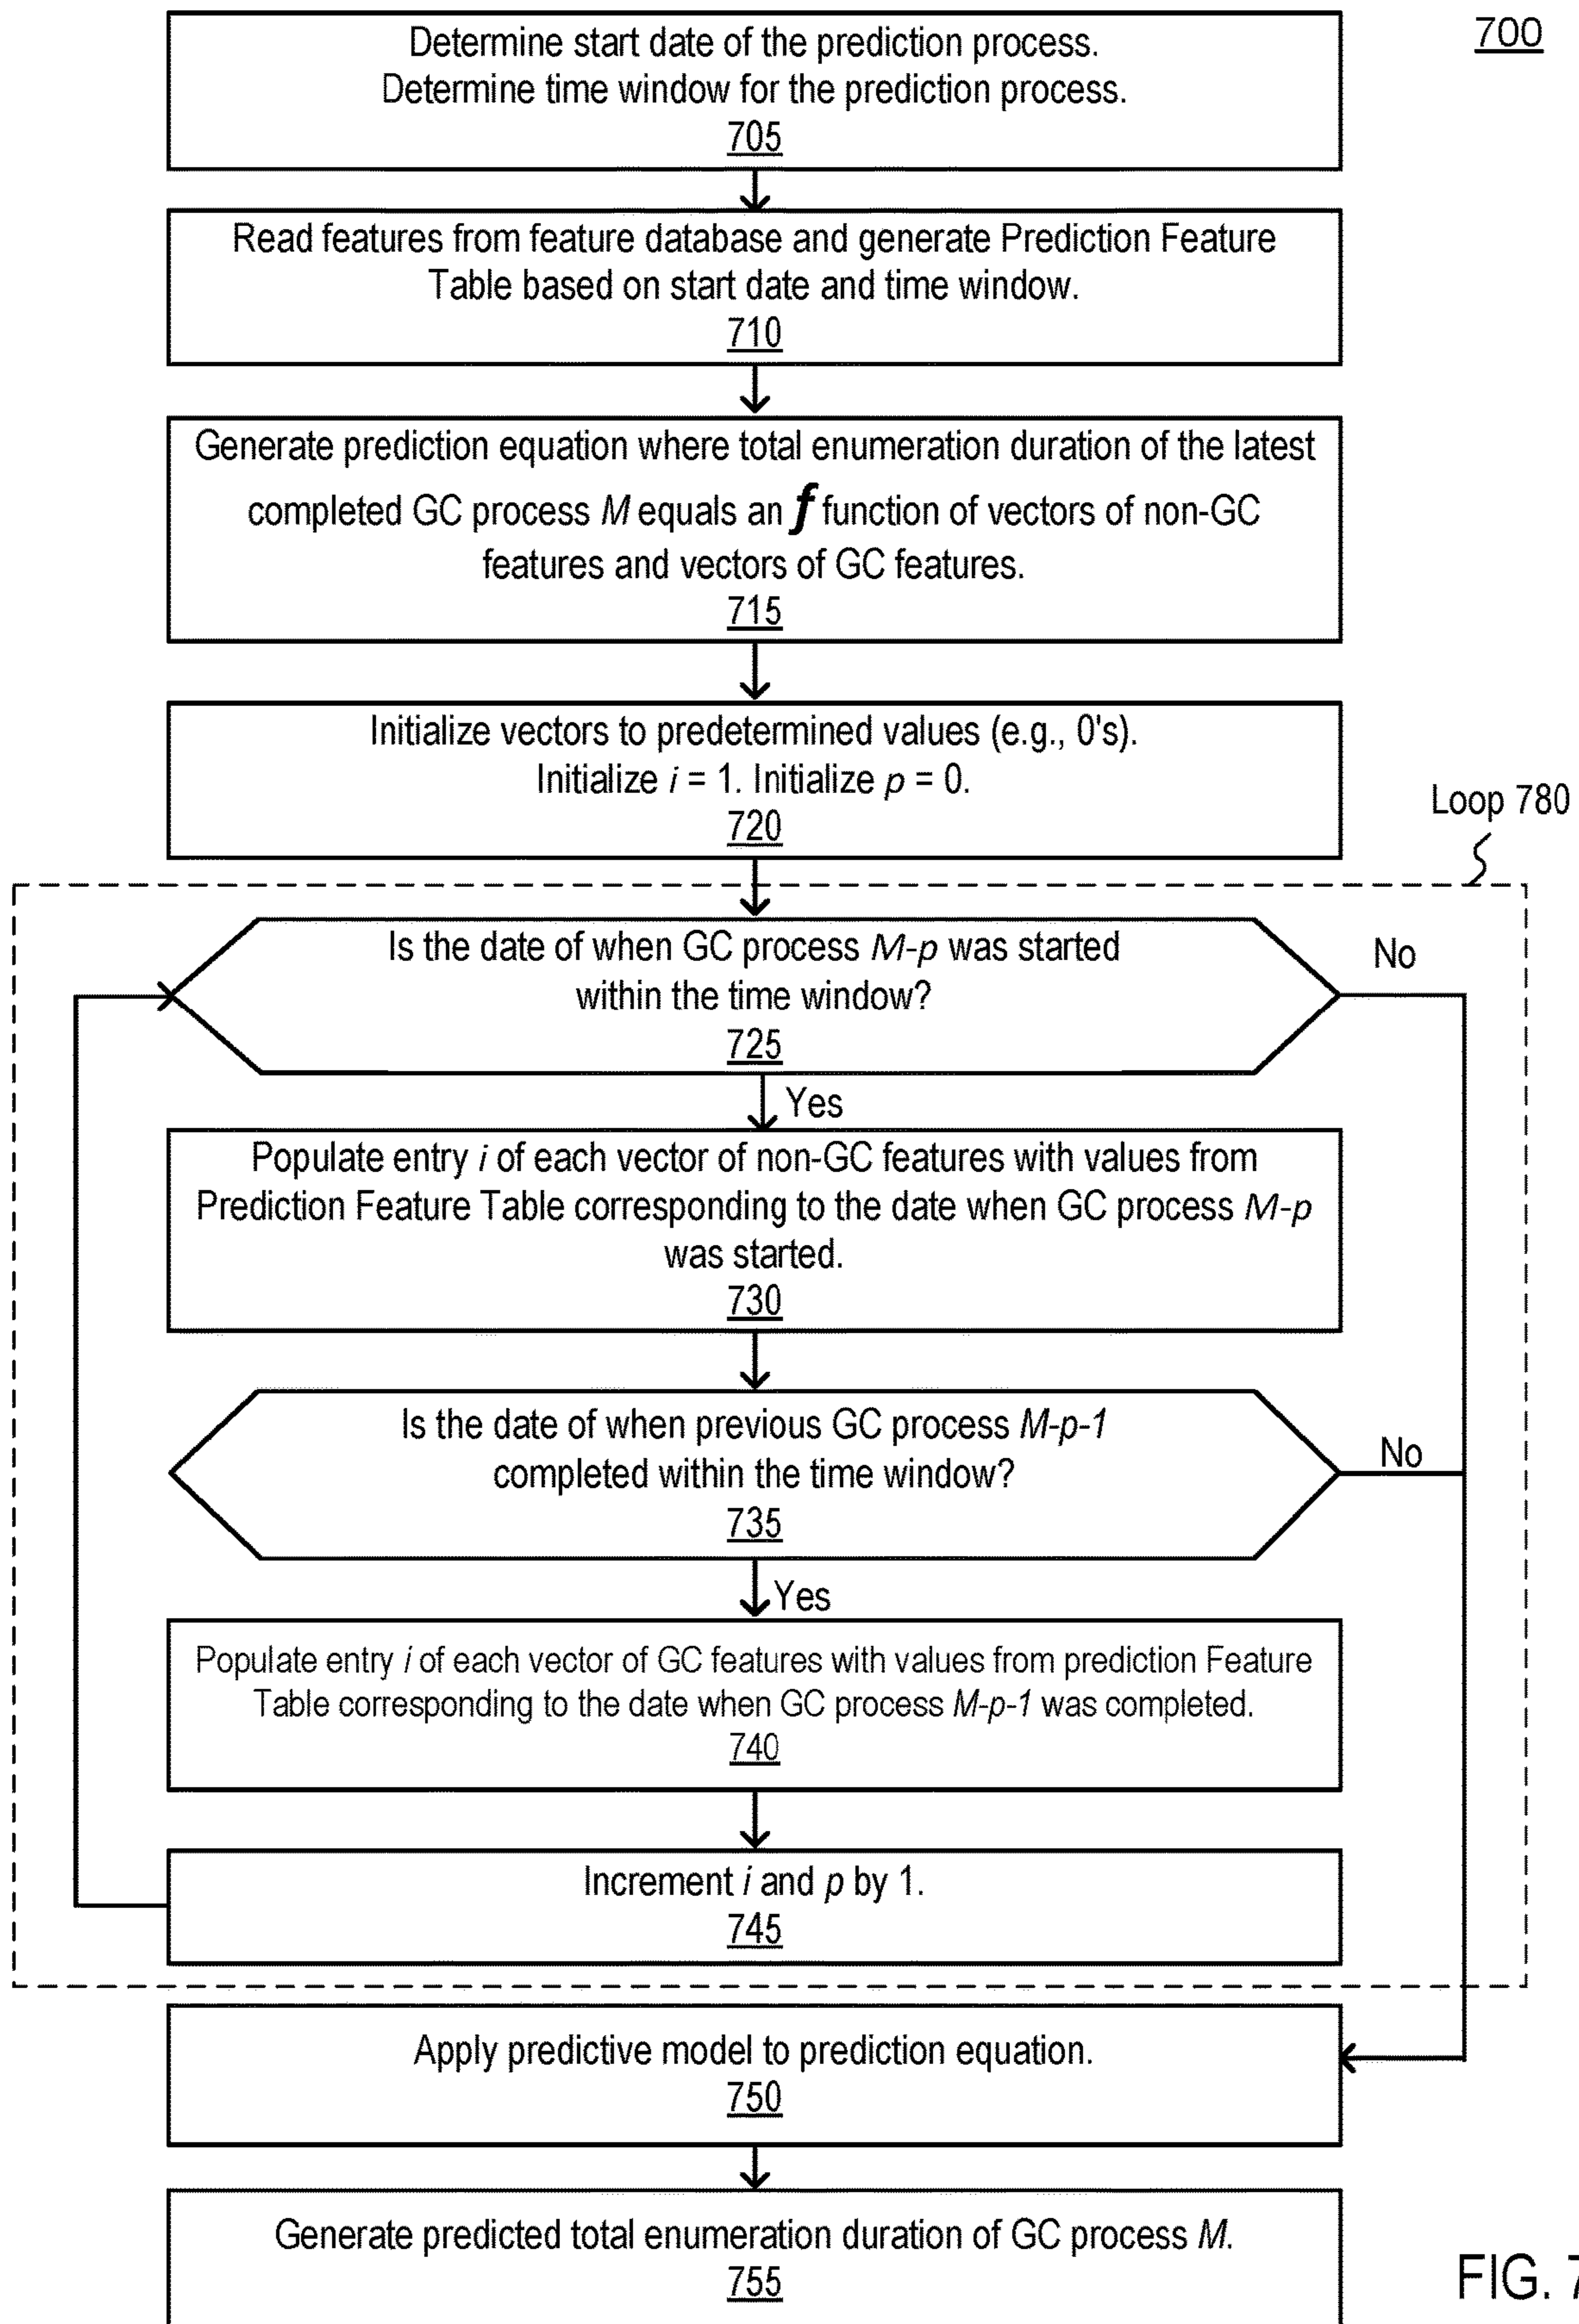 700
Determine start date of the prediction process.
Determine time window for the prediction process.
705
Read features from feature database and generate Prediction Feature
Table based on start date and time window.
710
Generate prediction equation where total enumeration duration of the latest
completed GC process M equals an f function of vectors of non-GC
features and vectors of GC features.
715
Initialize vectors to predetermined values (e.g., 0's).
Initialize i = 1. Initialize p = 0.
720
Loop 780
Is the date of when GC process M-p was started
within the time window?
725
No
Yes
Populate entry i of each vector of non-GC features with values from
Prediction Feature Table corresponding to the date when GC process M-p
was started.
730
Is the date of when previous GC process M-p-1
completed within the time window?
735
No
Yes
Populate entry i of each vector of GC features with values from prediction Feature
Table corresponding to the date when GC process M-p-1 was completed.
740
Increment i and p by 1.
745
Apply predictive model to prediction equation.
750
Generate predicted total enumeration duration of GC process M.
755
FIG. 7